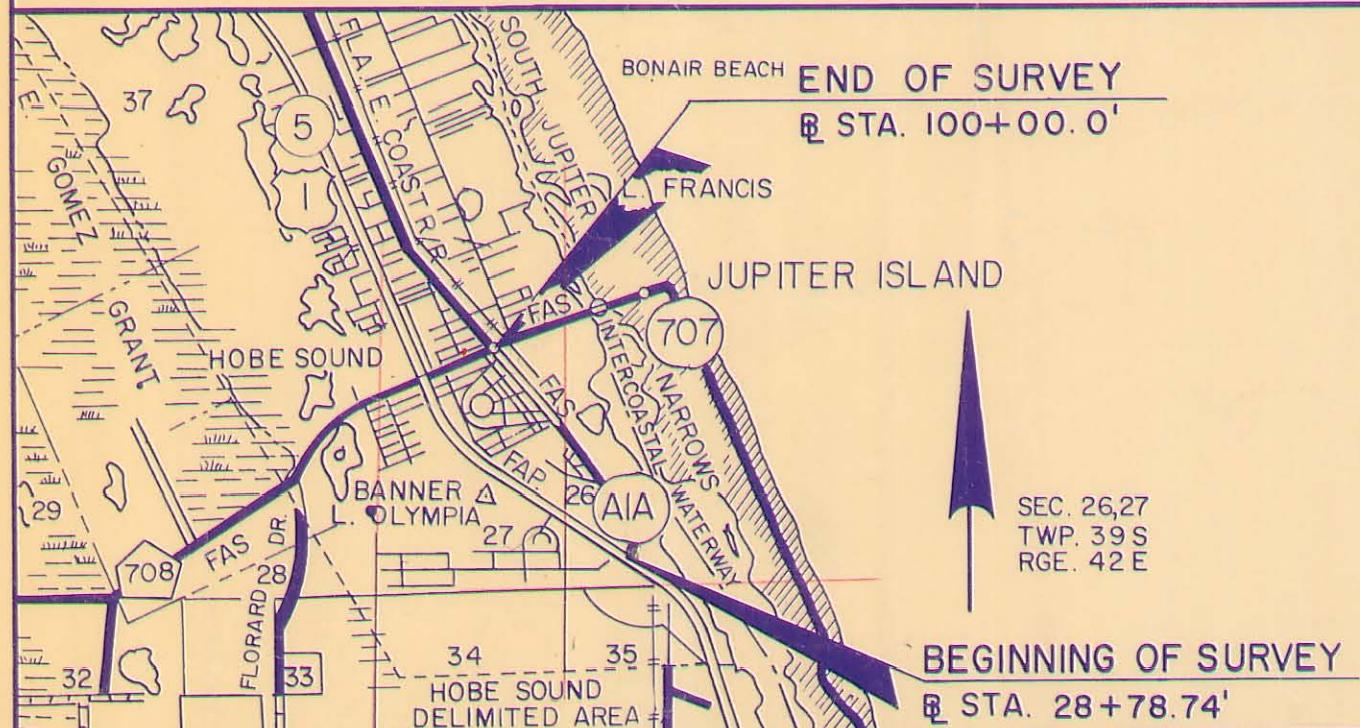 BONAIR BEACH
END OF SURVEY
℄ STA. 100+00.0'
SOUTH JUPITER
FLA. E. COAST R.R.
37
5
1
GOMEZ
GRANT
L. FRANCIS
JUPITER ISLAND
FAS
707
HOBE SOUND
INTERCOASTAL WATERWAY
NARROWS
FAS
FAP.
BANNER
L. OLYMPIA
26
27
A1A
29
708
FAS
28
FLORARD DR.
SEC. 26,27
TWP. 39 S
RGE. 42 E
32
33
34
35
HOBE SOUND
DELIMITED AREA
BEGINNING OF SURVEY
℄ STA. 28+78.74'